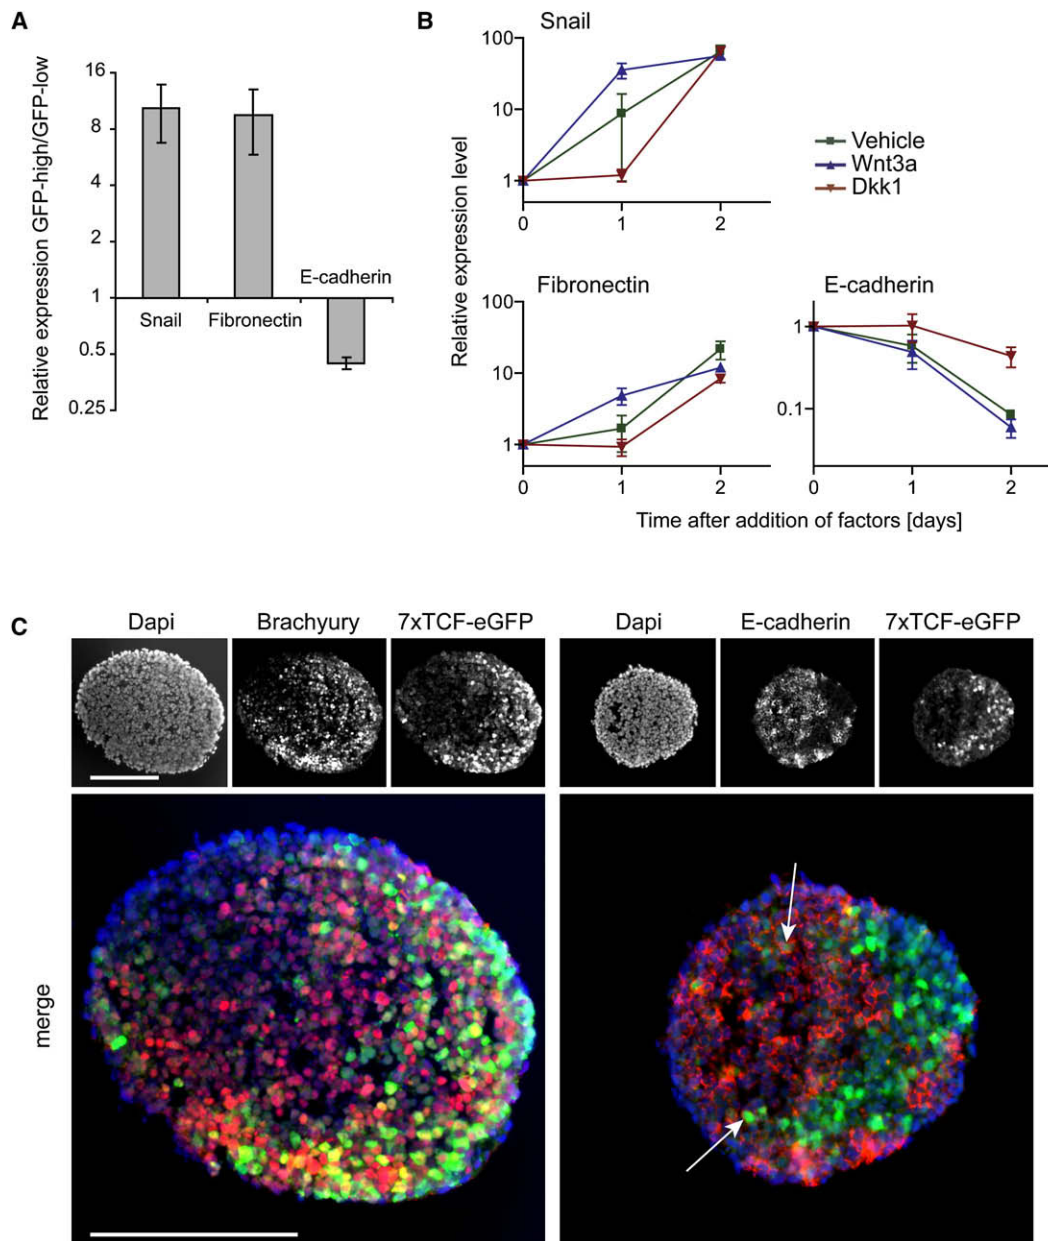 A
Relative expression GFP-high/GFP-low
16
8
4
2
1
0.5
0.25
Snail
Fibronectin
E-cadherin
B
Relative expression level
Snail
100
10
1
0
1
2
Vehicle
Wnt3a
Dkk1
Fibronectin
100
10
1
0
1
2
E-cadherin
1
0.1
0
1
2
Time after addition of factors [days]
C
Dapi
Brachyury
7xTCF-eGFP
Dapi
E-cadherin
7xTCF-eGFP
merge